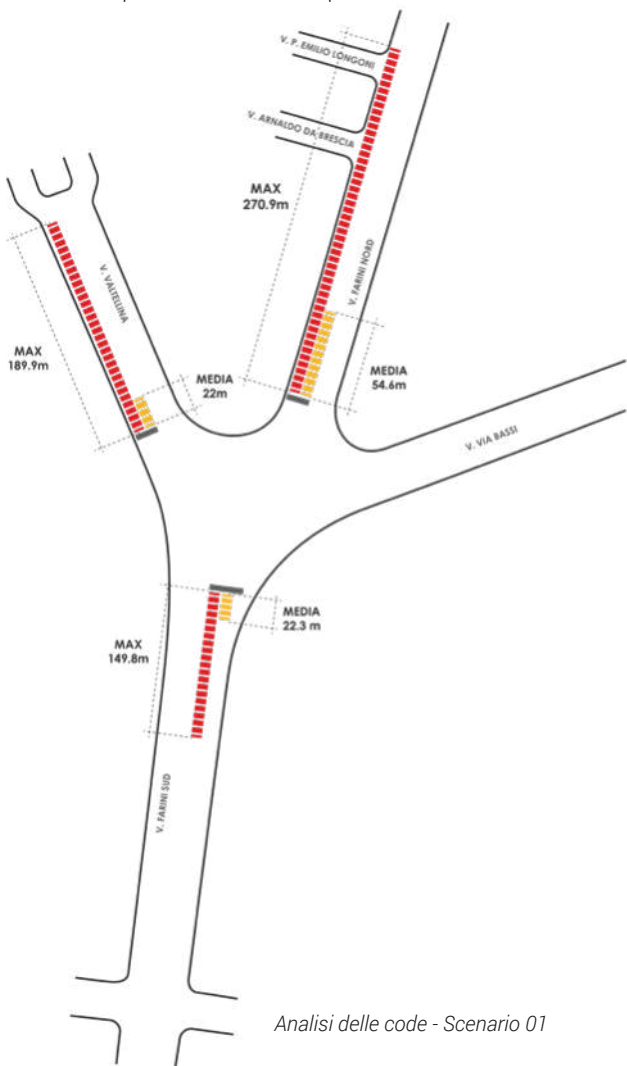 V. P. EMILIO LONGONI
V. ARNALDO DA BRESCIA
MAX
270.9m
V. FARINI NORD
V. VALTELLINA
MAX
189.9m
MEDIA
22m
MEDIA
54.6m
V. VIA BASSI
MEDIA
22.3 m
MAX
149.8m
V. FARINI SUD
Analisi delle code - Scenario 01